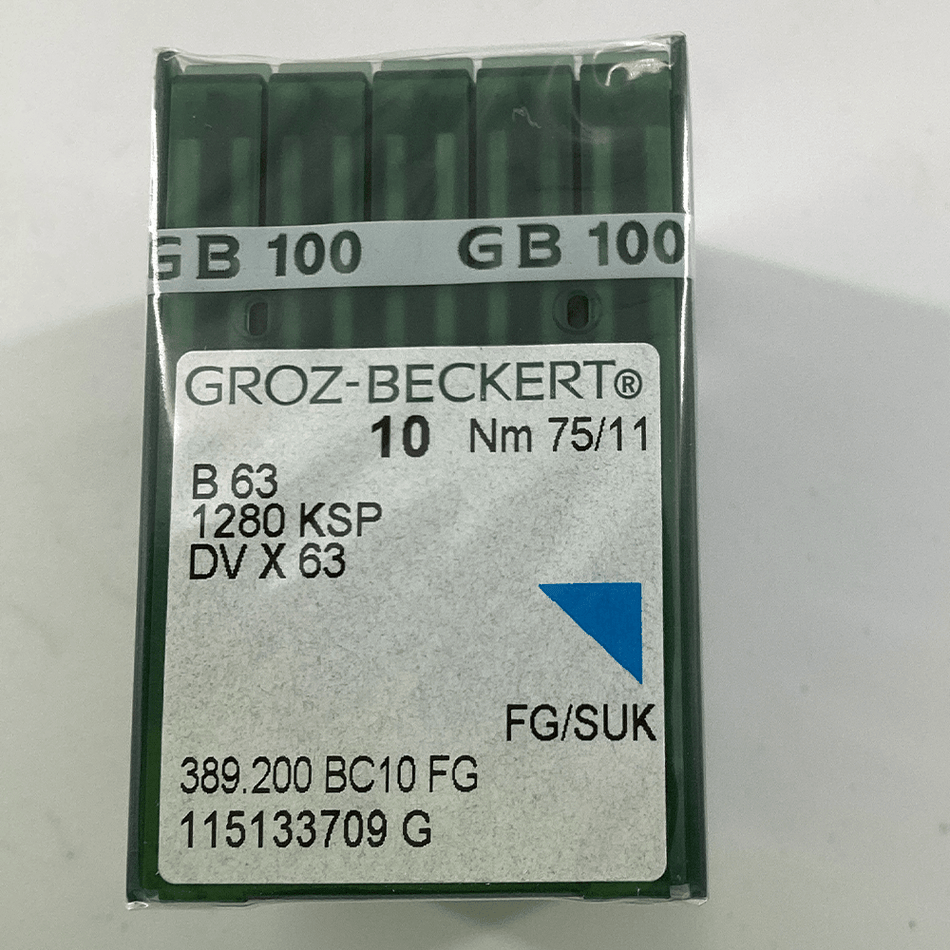 GB 100 GB 100
GROZ-BECKERT®
10 Nm 75/11
B 63
1280 KSP
DV X 63
FG/SUK
389.200 BC10 FG
115133709 G